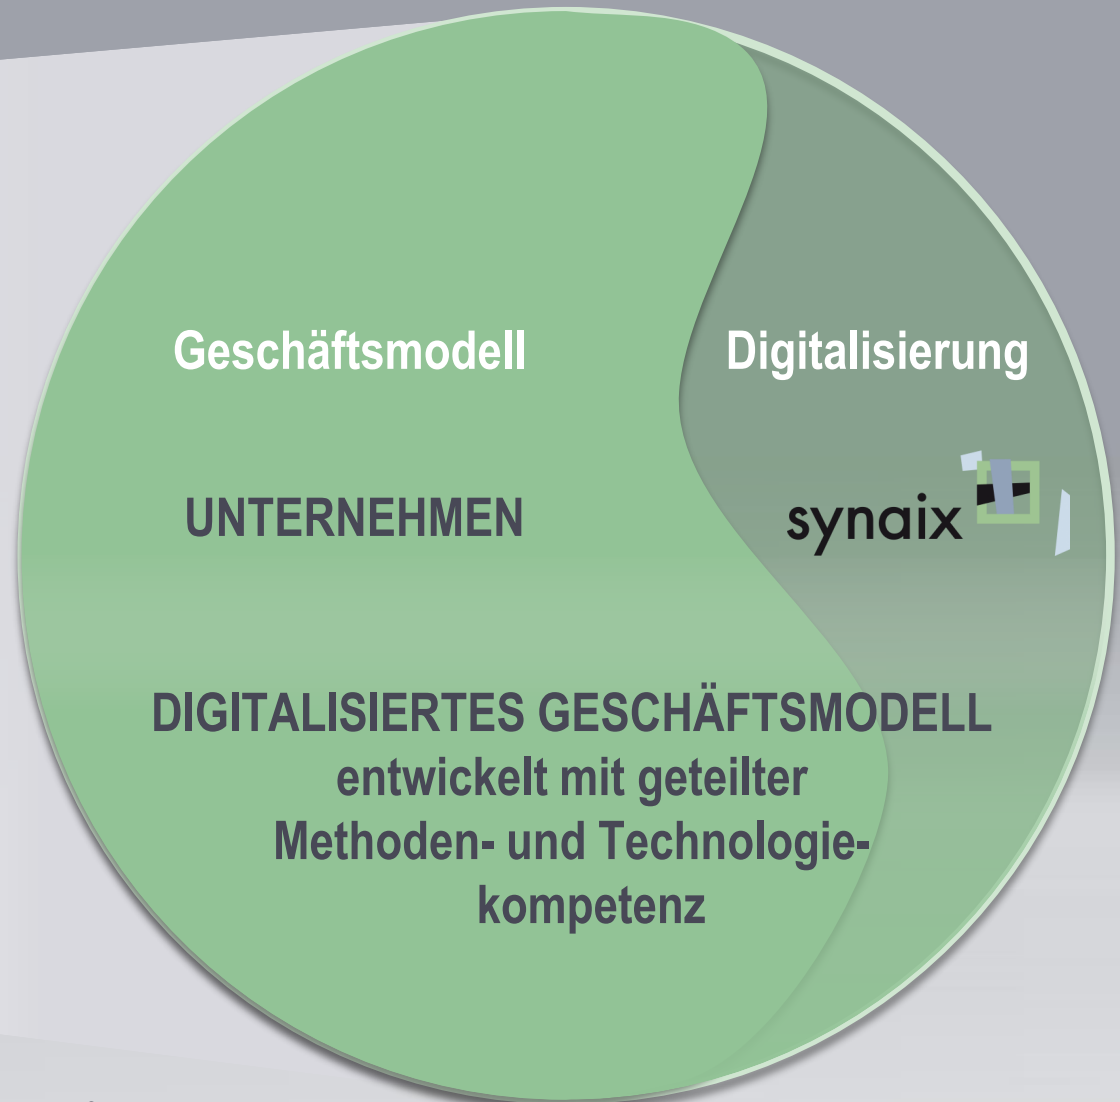 Geschäftsmodell
Digitalisierung
UNTERNEHMEN
synaix
DIGITALISIERTES GESCHÄFTSMODELL
entwickelt mit geteilter
Methoden- und Technologie-
kompetenz